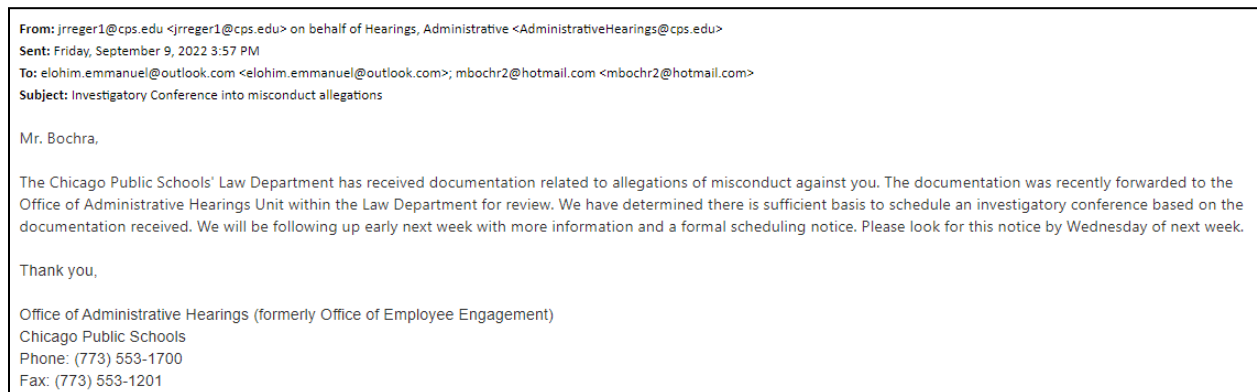 From: jrreger1@cps.edu <jrreger1@cps.edu> on behalf of Hearings, Administrative <AdministrativeHearings@cps.edu>
Sent: Friday, September 9, 2022 3:57 PM
To: elohim.emmanuel@outlook.com <elohim.emmanuel@outlook.com>; mbochr2@hotmail.com <mbochr2@hotmail.com>
Subject: Investigatory Conference into misconduct allegations
Mr. Bochra,
The Chicago Public Schools' Law Department has received documentation related to allegations of misconduct against you. The documentation was recently forwarded to the
Office of Administrative Hearings Unit within the Law Department for review. We have determined there is sufficient basis to schedule an investigatory conference based on the
documentation received. We will be following up early next week with more information and a formal scheduling notice. Please look for this notice by Wednesday of next week.
Thank you,
Office of Administrative Hearings (formerly Office of Employee Engagement)
Chicago Public Schools
Phone: (773) 553-1700
Fax: (773) 553-1201